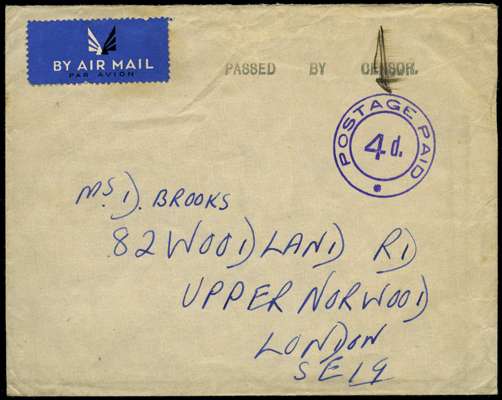 BY AIR MAIL
PAR AVION
PASSED BY CENSOR.
POSTAGE PAID
4d.
Ms D. BROOKS
82 WOODLAND RD
UPPER NORWOOD
LONDON
SE19